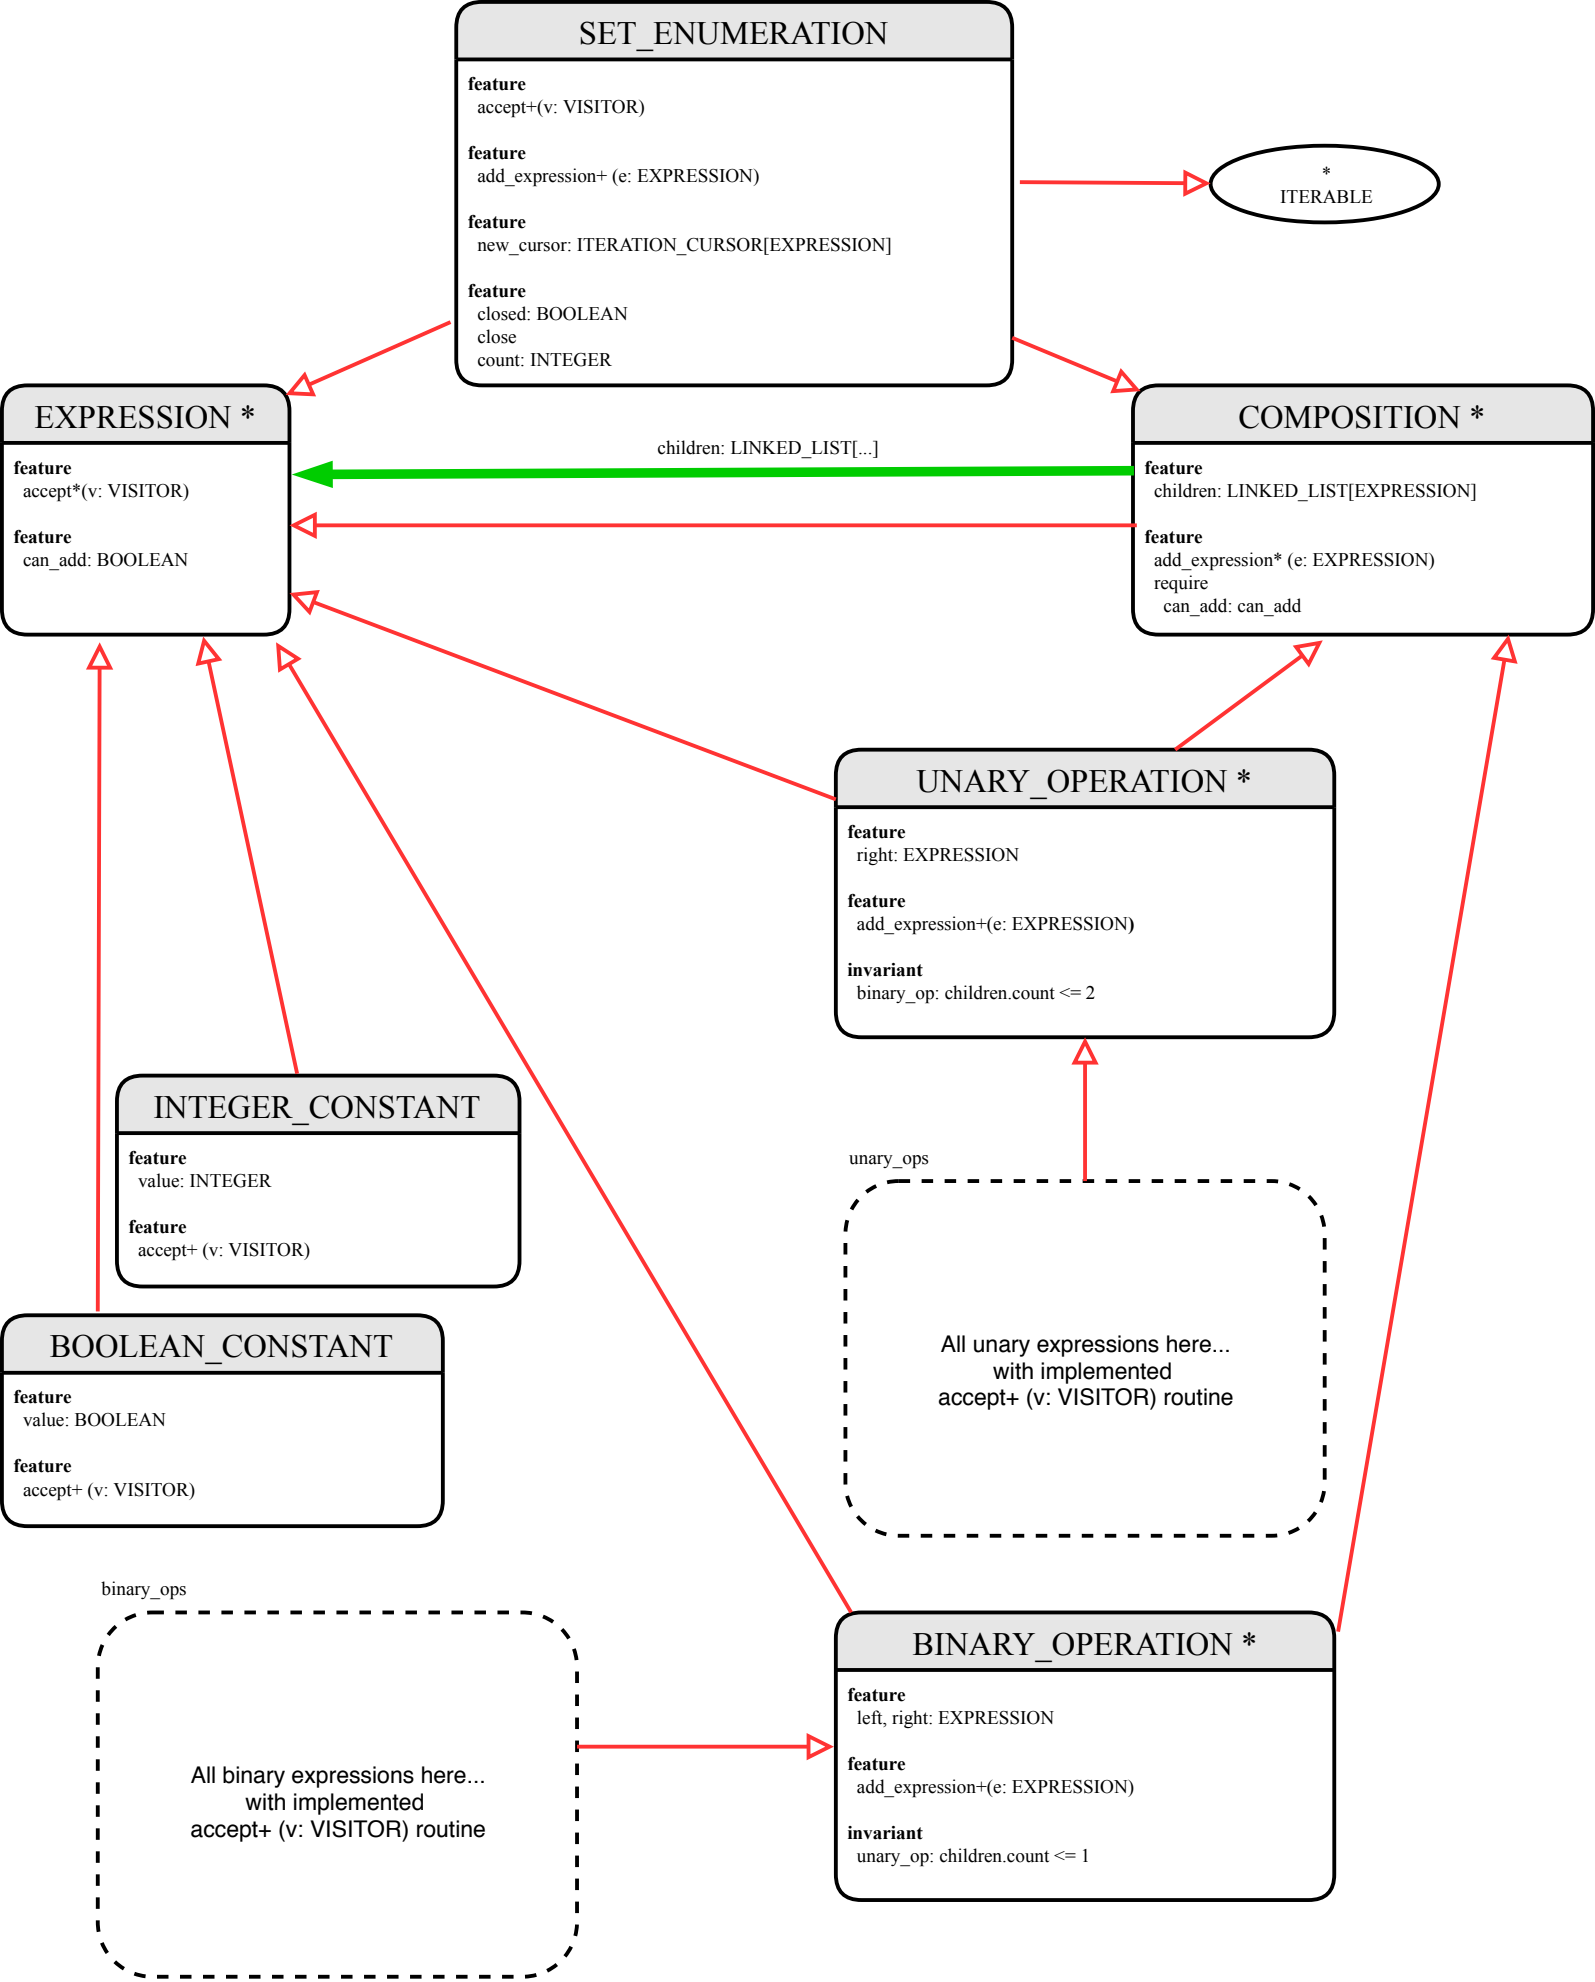 SET_ENUMERATION
feature
accept+(v: VISITOR)
feature
add_expression+ (e: EXPRESSION)
feature
new_cursor: ITERATION_CURSOR[EXPRESSION]
feature
closed: BOOLEAN
close
count: INTEGER
*
ITERABLE
EXPRESSION *
feature
accept*(v: VISITOR)
feature
can_add: BOOLEAN
children: LINKED_LIST[...]
COMPOSITION *
feature
children: LINKED_LIST[EXPRESSION]
feature
add_expression* (e: EXPRESSION)
require
can_add: can_add
UNARY_OPERATION *
feature
right: EXPRESSION
feature
add_expression+(e: EXPRESSION)
invariant
binary_op: children.count <= 2
INTEGER_CONSTANT
feature
value: INTEGER
feature
accept+ (v: VISITOR)
unary_ops
All unary expressions here...
with implemented
accept+ (v: VISITOR) routine
BOOLEAN_CONSTANT
feature
value: BOOLEAN
feature
accept+ (v: VISITOR)
binary_ops
All binary expressions here...
with implemented
accept+ (v: VISITOR) routine
BINARY_OPERATION *
feature
left, right: EXPRESSION
feature
add_expression+(e: EXPRESSION)
invariant
unary_op: children.count <= 1